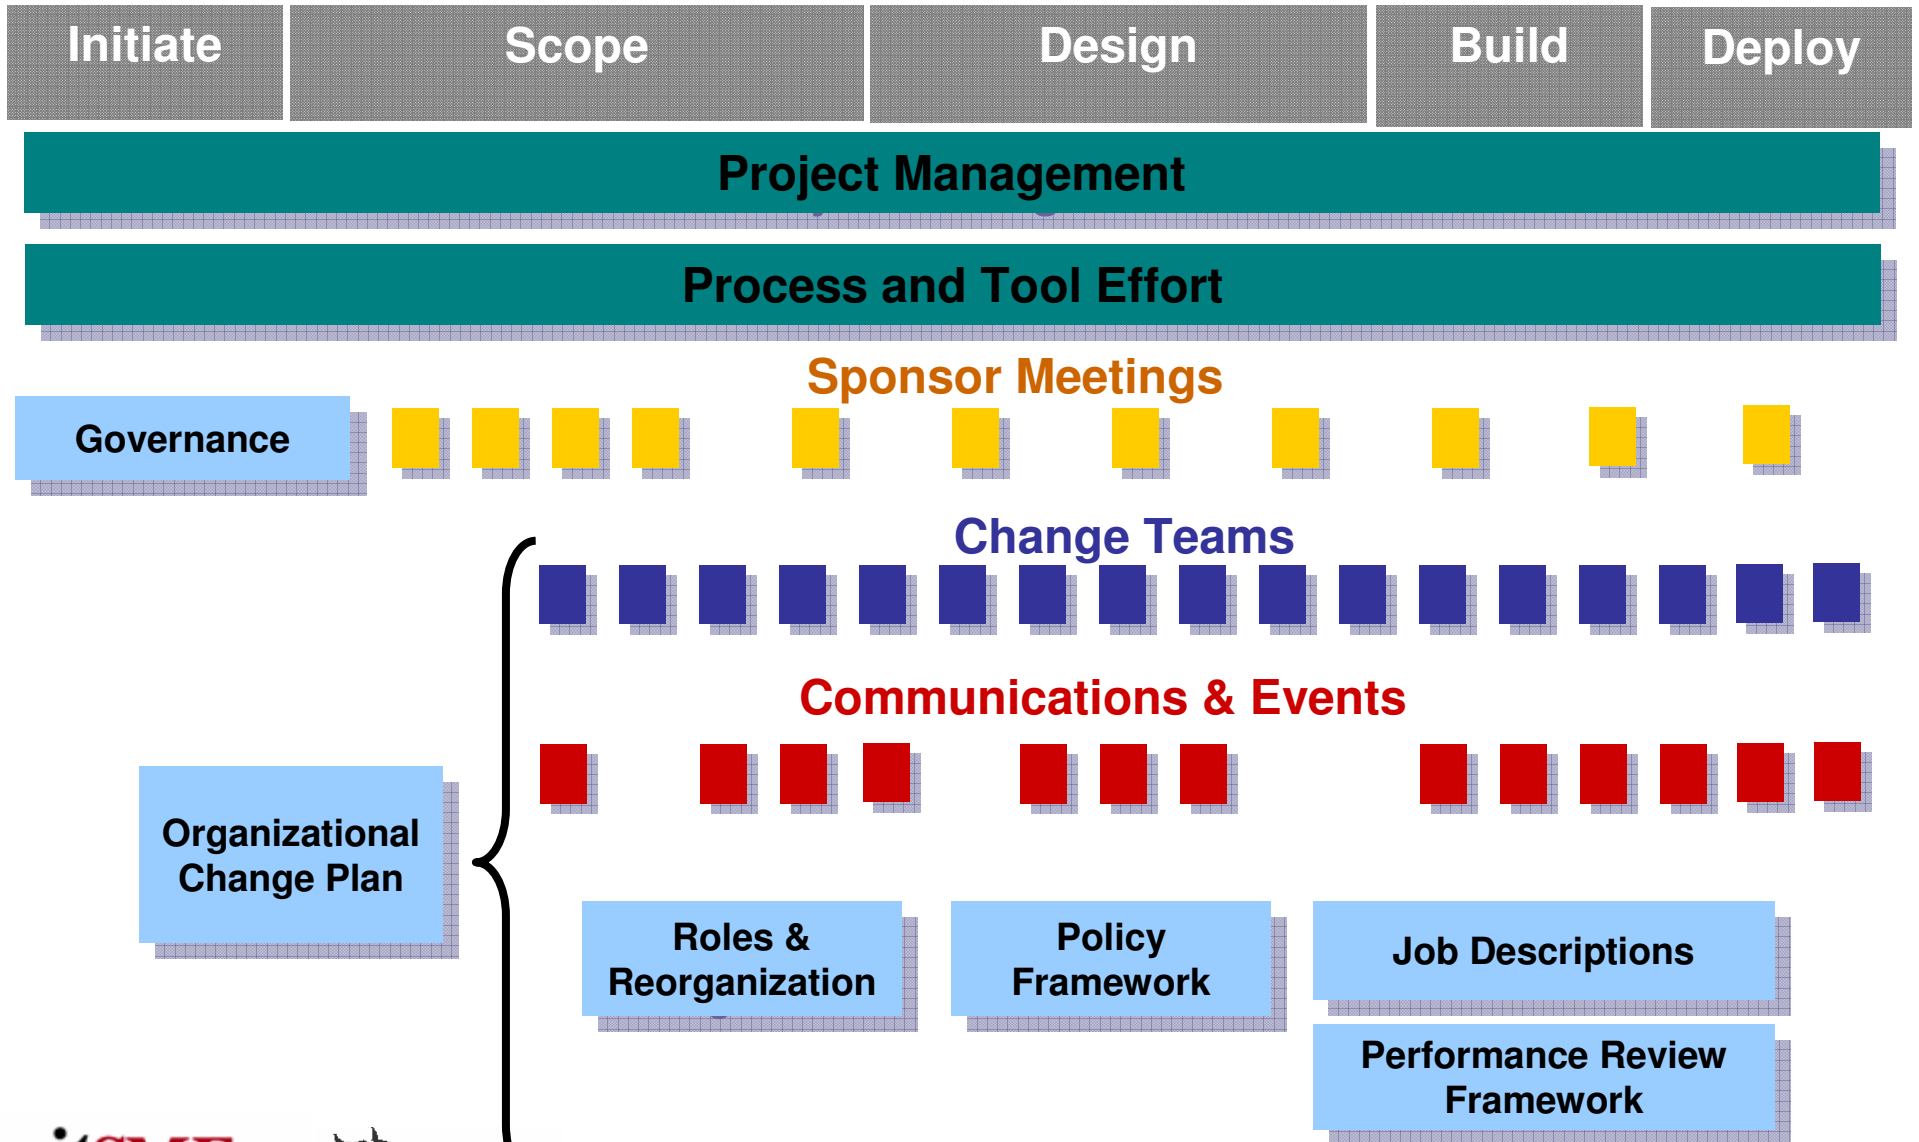 Initiate
Scope
Design
Build
Deploy
Project Management
Process and Tool Effort
Sponsor Meetings
Governance
Change Teams
Communications & Events
Organizational
Change Plan
Roles &
Reorganization
Policy
Framework
Job Descriptions
Performance Review
Framework